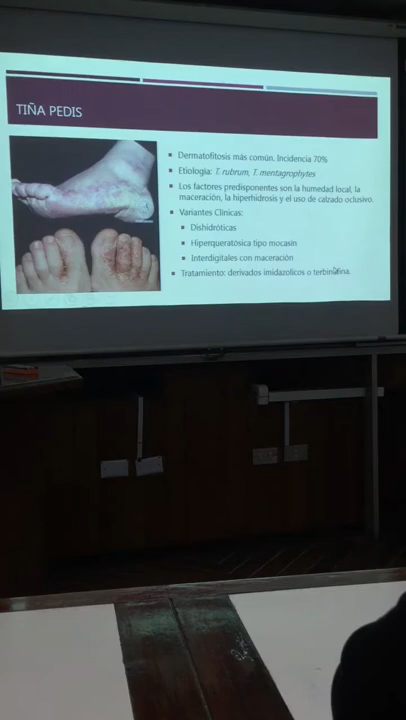 TIÑA PEDIS
Dermatofitosis más común. Incidencia 70%
Etiología: T. rubrum, T. mentagrophytes
Los factores predisponentes son la humedad local, la
maceración, la hiperhidrosis y el uso de calzado oclusivo.
Variantes Clínicas:
Dishidróticas
Hiperqueratósica tipo mocasín
Interdigitales con maceración
Tratamiento: derivados imidazolicos o terbinafina.